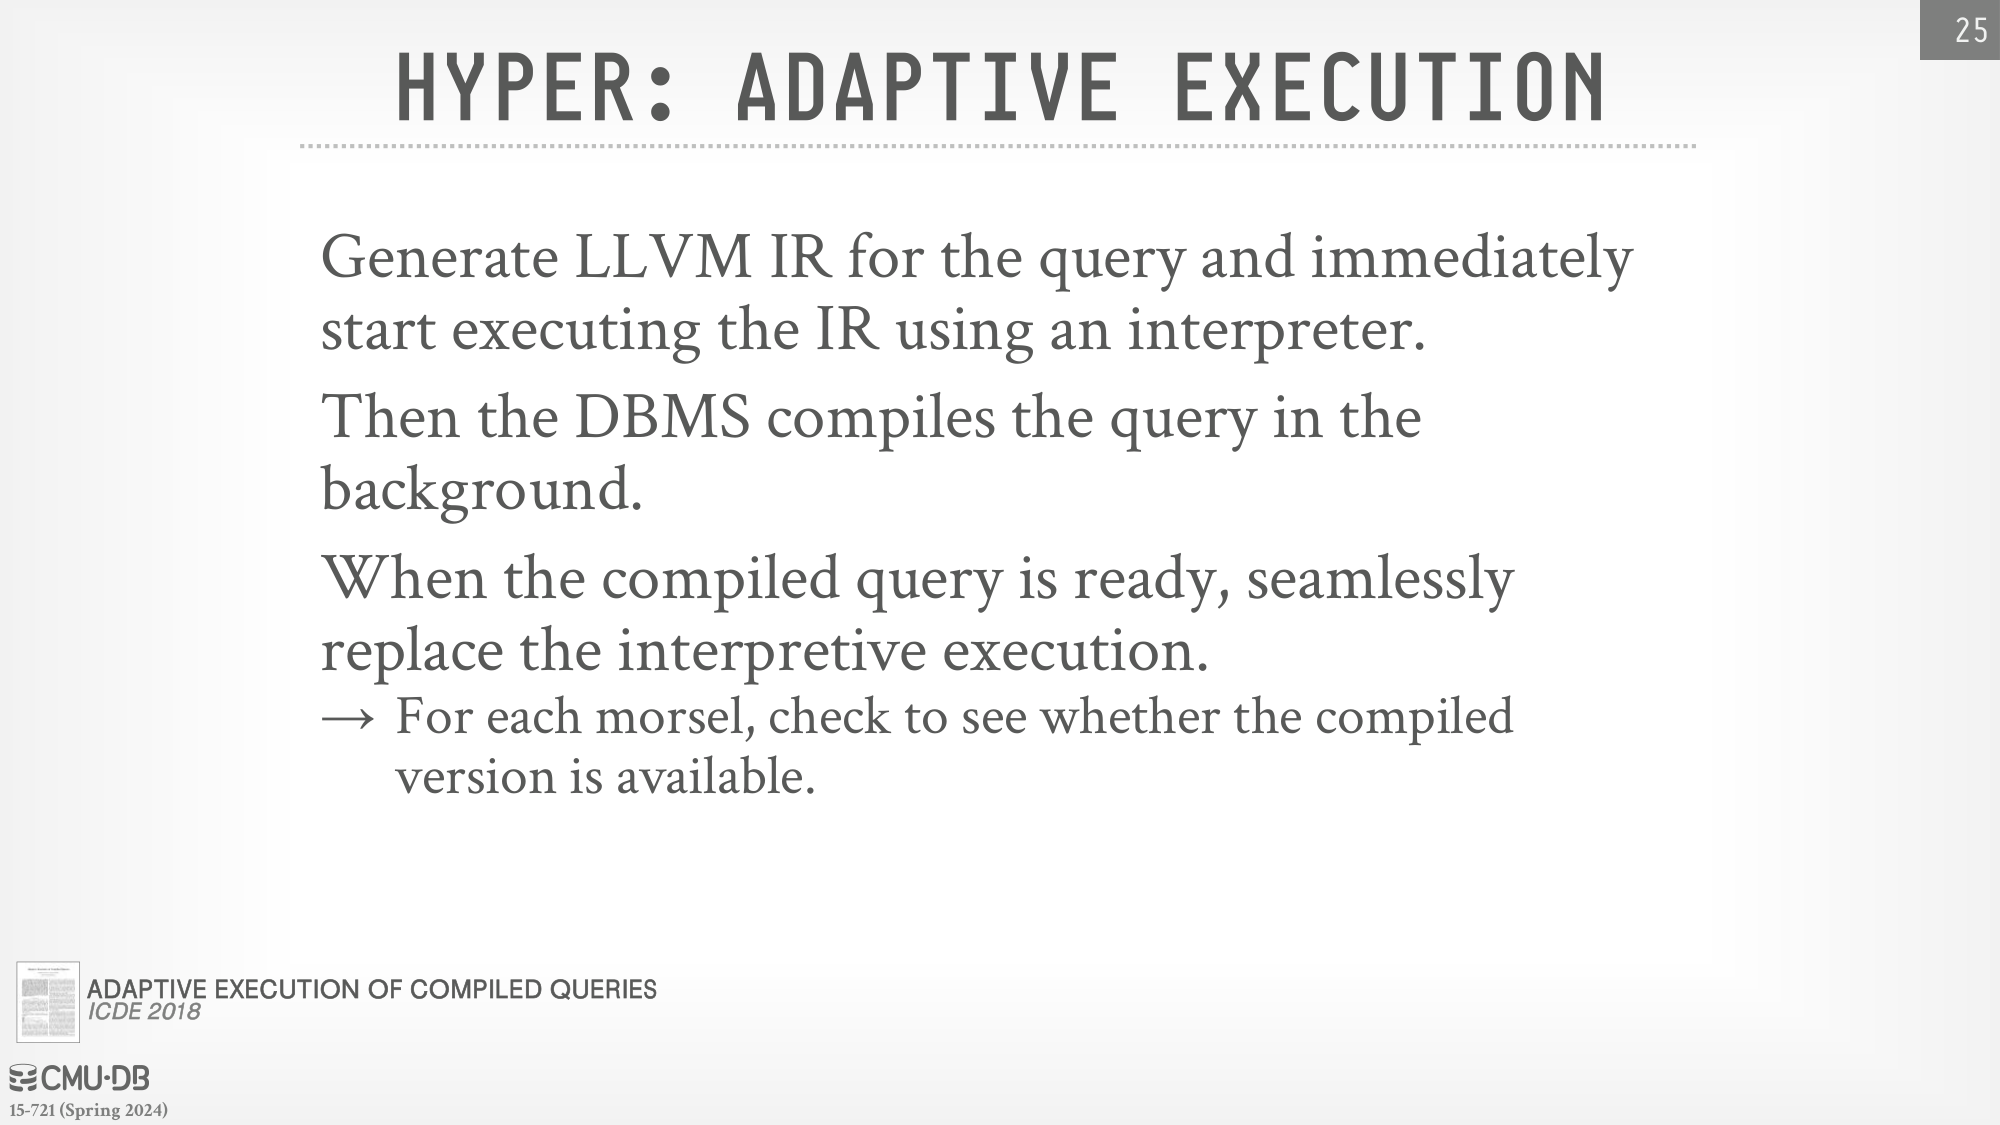 25
HYPER: ADAPTIVE EXECUTION
Generate LLVM IR for the query and immediately
start executing the IR using an interpreter.
Then the DBMS compiles the query in the
background.
When the compiled query is ready, seamlessly
replace the interpretive execution.
→ For each morsel, check to see whether the compiled
version is available.
ADAPTIVE EXECUTION OF COMPILED QUERIES
ICDE 2018
CMU·DB
15-721 (Spring 2024)